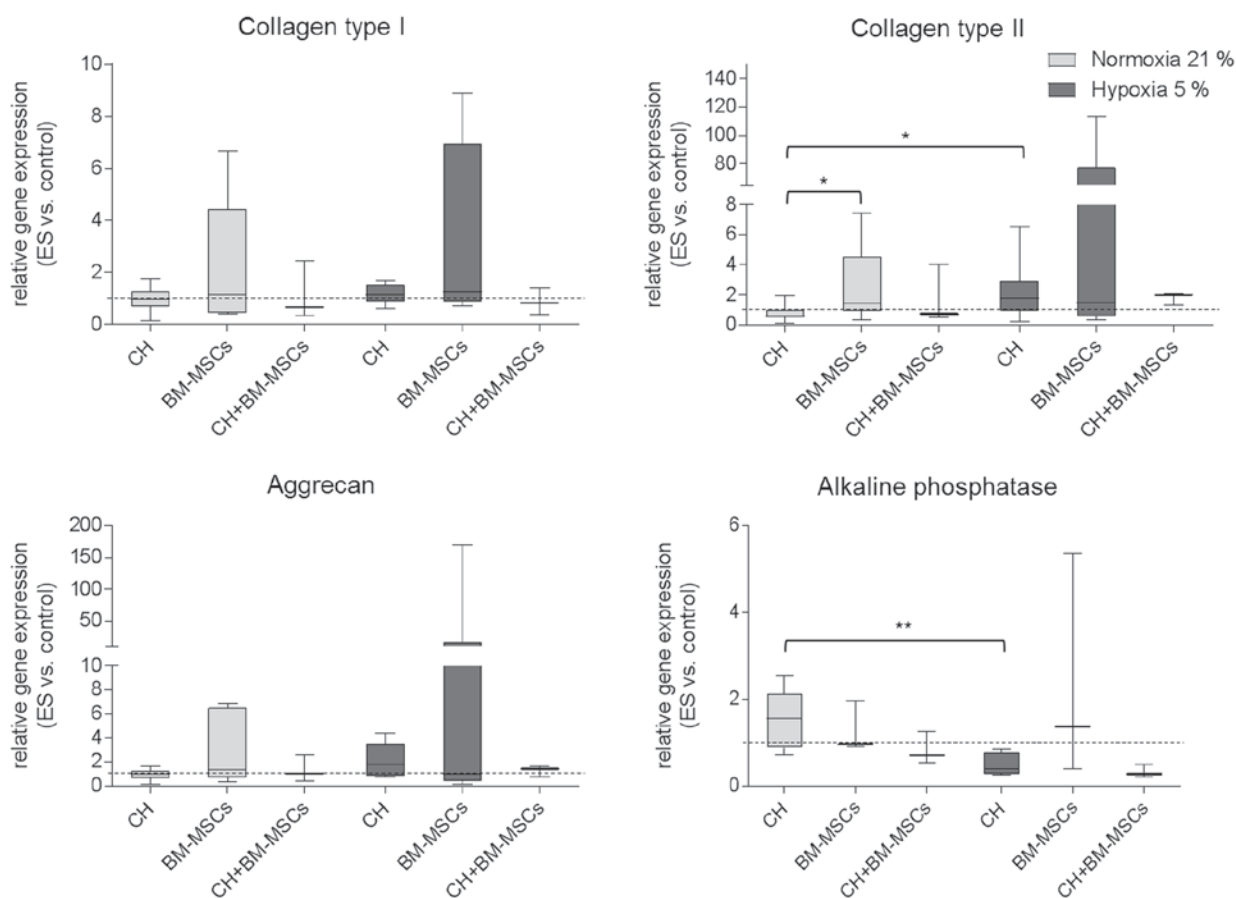 Collagen type I
relative gene expression
(ES vs. control)
10
8
6
4
2
0
CH
BM-MSCs
CH+BM-MSCs
CH
BM-MSCs
CH+BM-MSCs
Collagen type II
Normoxia 21 %
Hypoxia 5 %
relative gene expression
(ES vs. control)
140
120
100
80
8
6
4
2
0
*
*
CH
BM-MSCs
CH+BM-MSCs
CH
BM-MSCs
CH+BM-MSCs
Aggrecan
relative gene expression
(ES vs. control)
200
150
100
50
10
8
6
4
2
0
CH
BM-MSCs
CH+BM-MSCs
CH
BM-MSCs
CH+BM-MSCs
Alkaline phosphatase
relative gene expression
(ES vs. control)
6
4
2
0
**
CH
BM-MSCs
CH+BM-MSCs
CH
BM-MSCs
CH+BM-MSCs